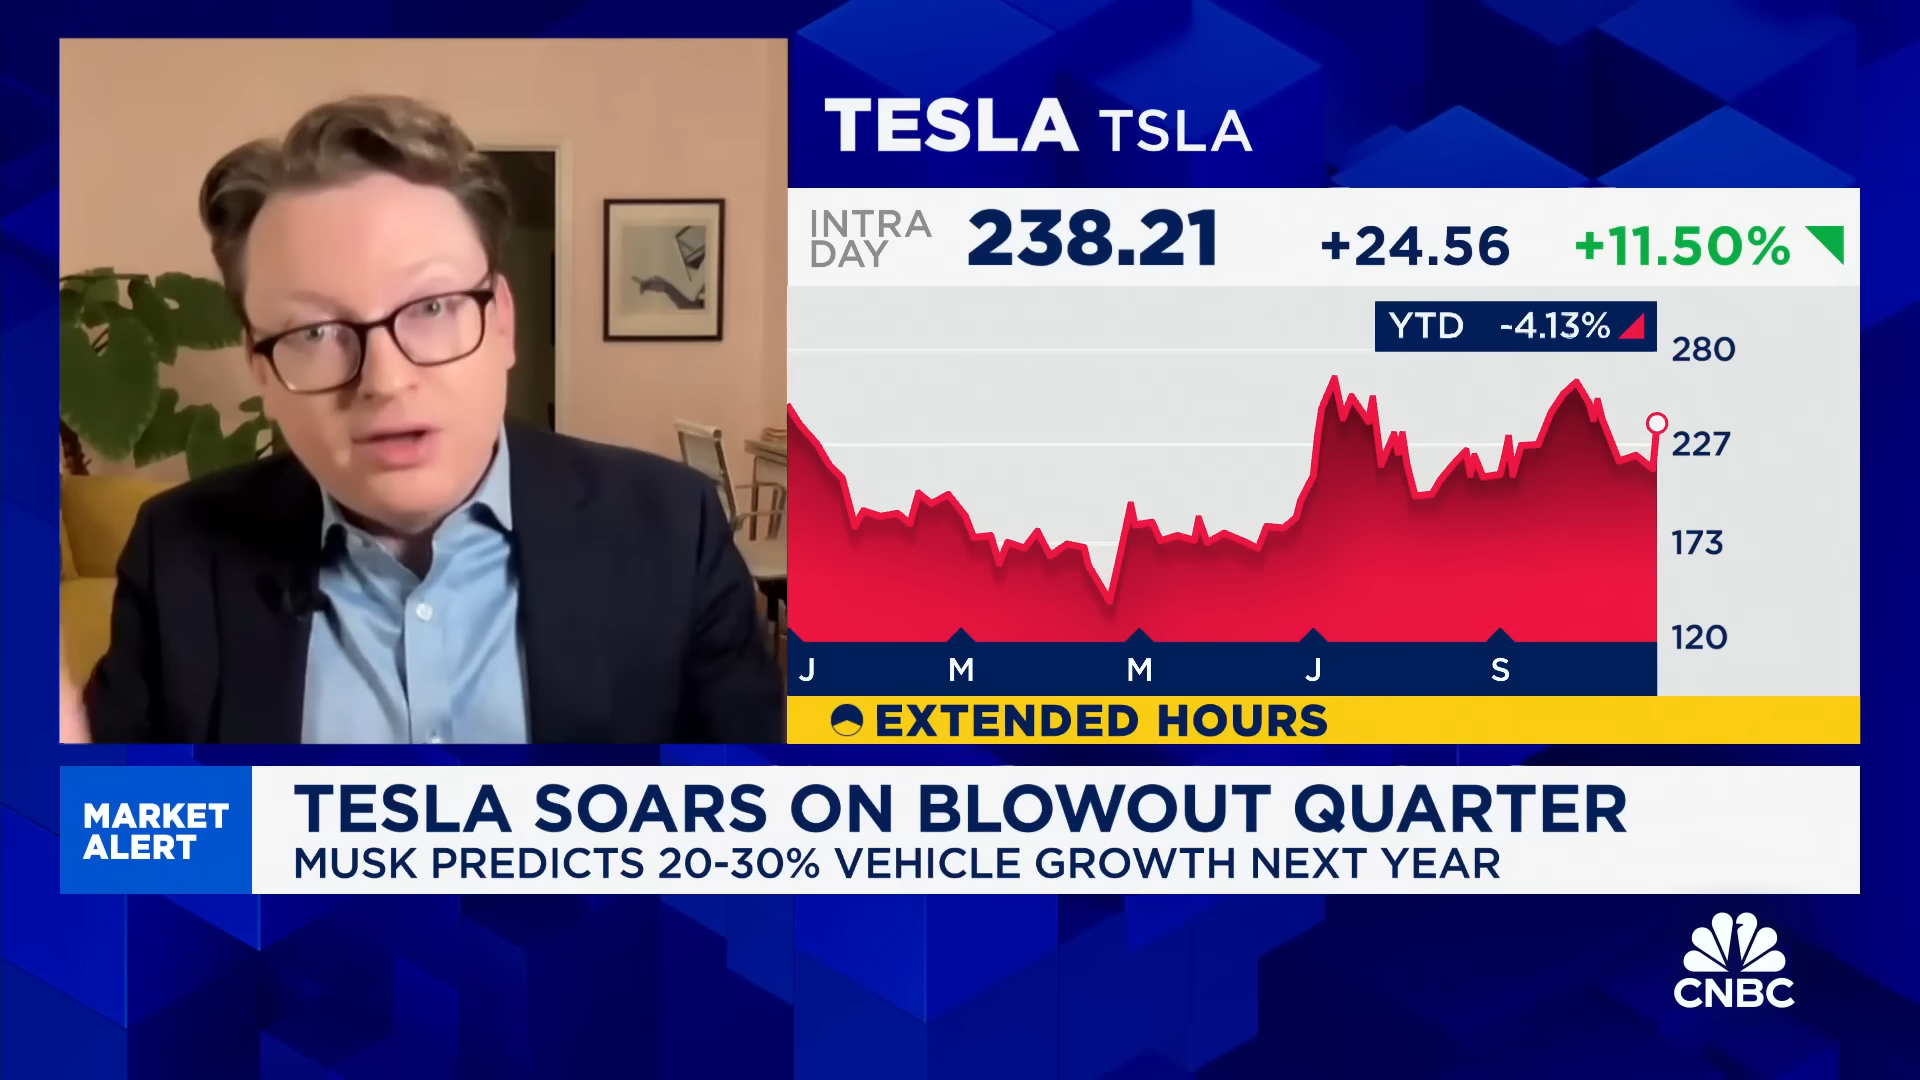 TESLA TSLA
INTRA DAY 238.21 +24.56 +11.50%
YTD -4.13%
280
227
173
120
J M M J S
EXTENDED HOURS
MARKET ALERT
TESLA SOARS ON BLOWOUT QUARTER
MUSK PREDICTS 20-30% VEHICLE GROWTH NEXT YEAR
CNBC